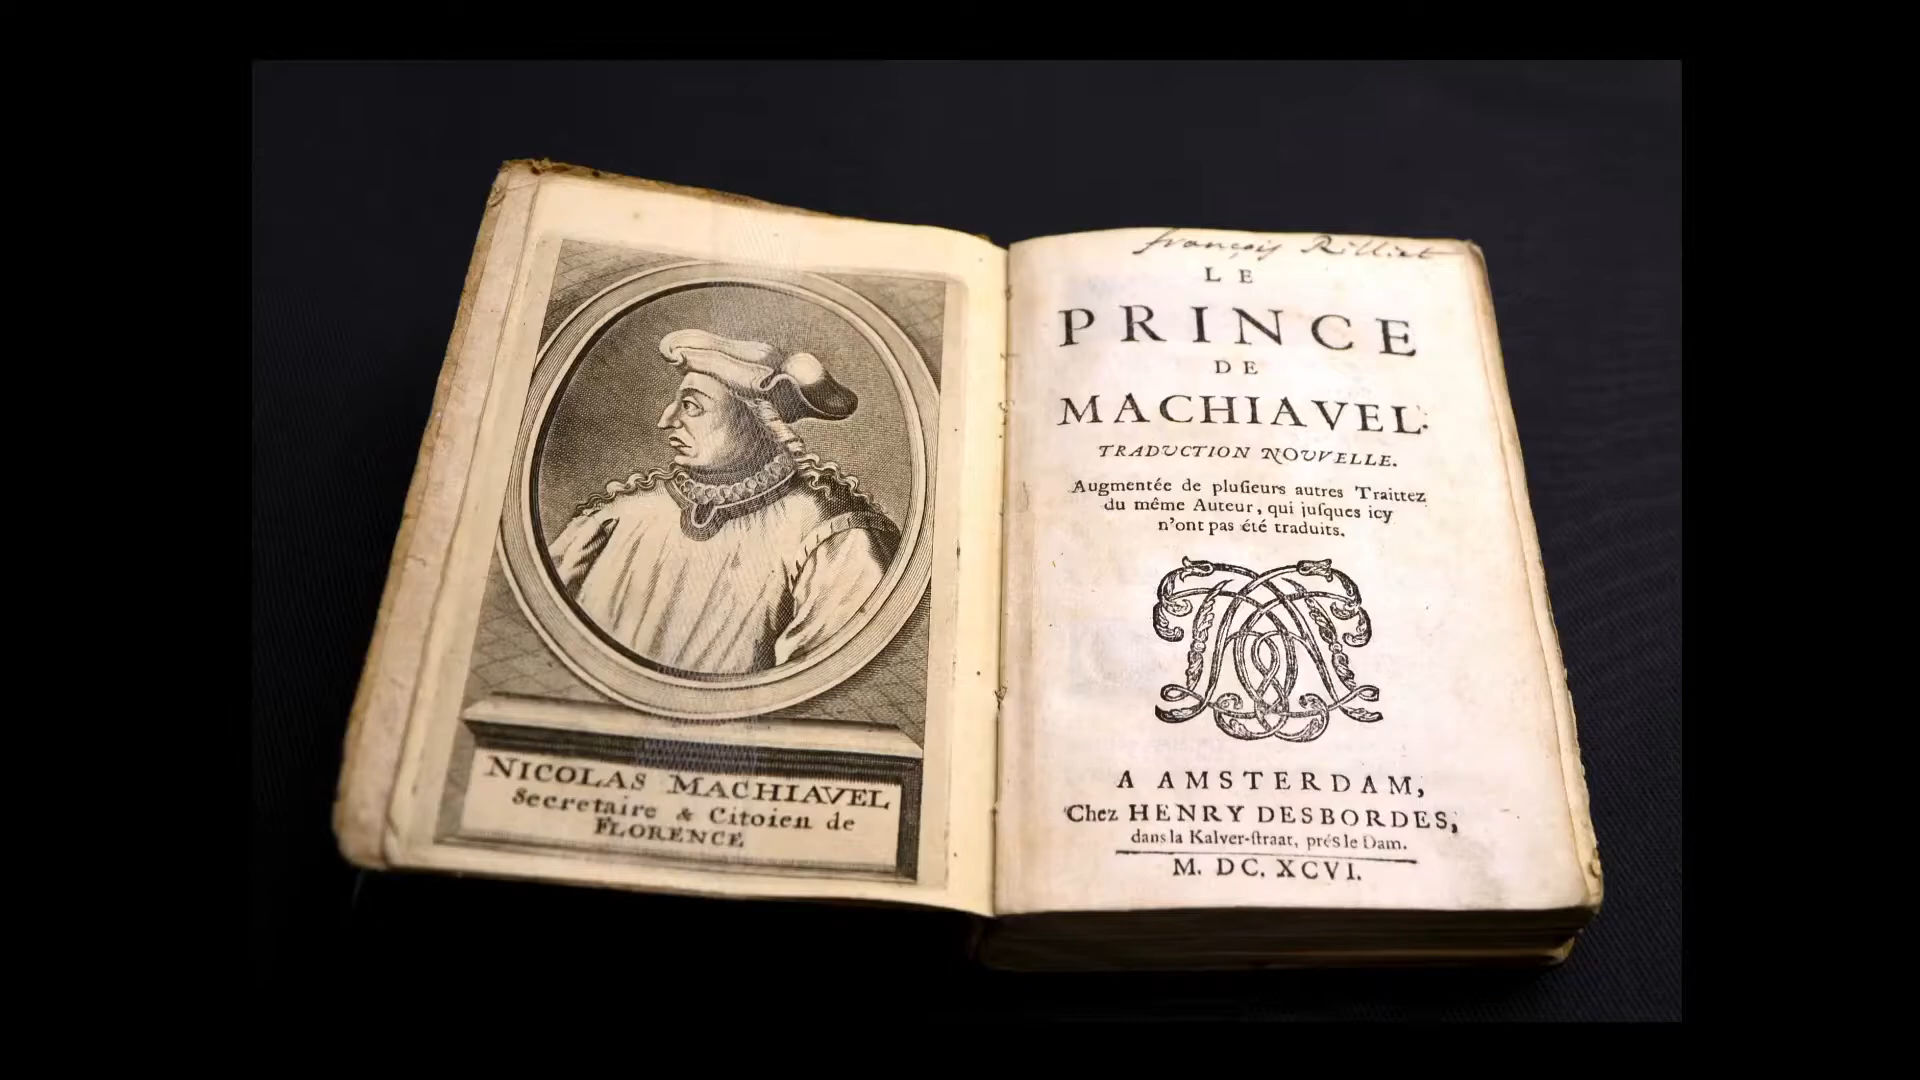 NICOLAS MACHIAVEL
Secretaire & Citoien de
FLORENCE
françois Rilliet
LE
PRINCE
DE
MACHIAVEL.
TRADUCTION NOUVELLE.
Augmentée de pluſieurs autres Traittez
du même Auteur, qui juſques icy
n'ont pas été traduits.
A AMSTERDAM,
Chez HENRY DESBORDES,
dans la Kalver-ſtraat, prés le Dam.
M. DC. XCVI.